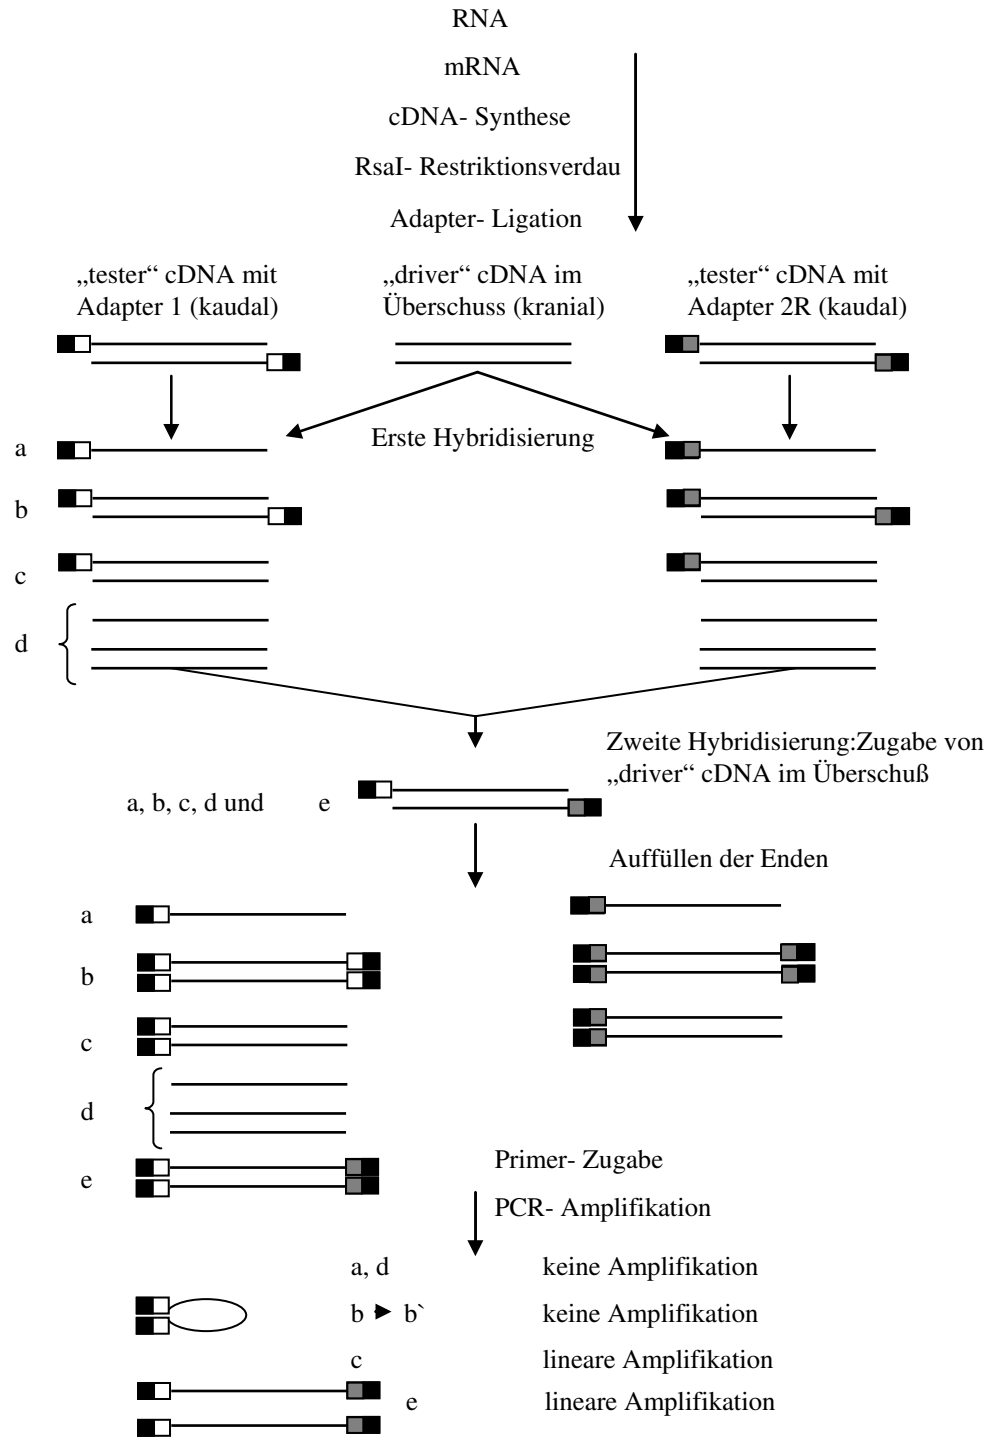 RNA
mRNA
cDNA- Synthese
RsaI- Restriktionsverdau
Adapter- Ligation
„tester“ cDNA mit
Adapter 1 (kaudal)
„driver“ cDNA im
Überschuss (kranial)
„tester“ cDNA mit
Adapter 2R (kaudal)
Erste Hybridisierung
a
b
c
d
Zweite Hybridisierung:Zugabe von
„driver“ cDNA im Überschuß
a, b, c, d und e
Auffüllen der Enden
a
b
c
d
e
Primer- Zugabe
PCR- Amplifikation
a, d keine Amplifikation
b b` keine Amplifikation
c lineare Amplifikation
e lineare Amplifikation